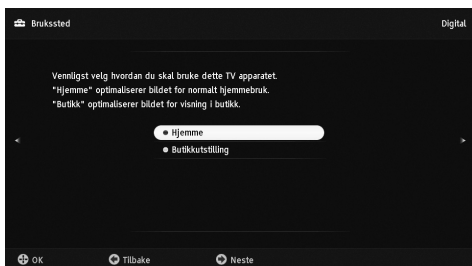 Brukssted Digital
Vennligst velg hvordan du skal bruke dette TV apparatet.
"Hjemme" optimaliserer bildet for normalt hjemmebruk.
"Butikk" optimaliserer bildet for visning i butikk.
Hjemme
Butikkutstilling
OK Tilbake Neste